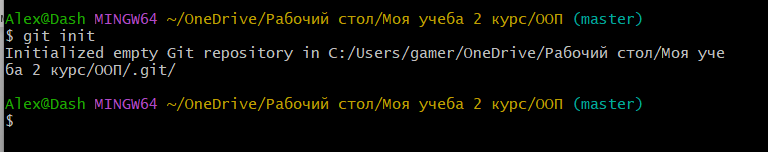 Alex@Dash MINGW64 ~/OneDrive/Рабочий стол/Моя учеба 2 курс/ООП (master)
$ git init
Initialized empty Git repository in C:/Users/gamer/OneDrive/Рабочий стол/Моя уче
ба 2 курс/ООП/.git/
Alex@Dash MINGW64 ~/OneDrive/Рабочий стол/Моя учеба 2 курс/ООП (master)
$